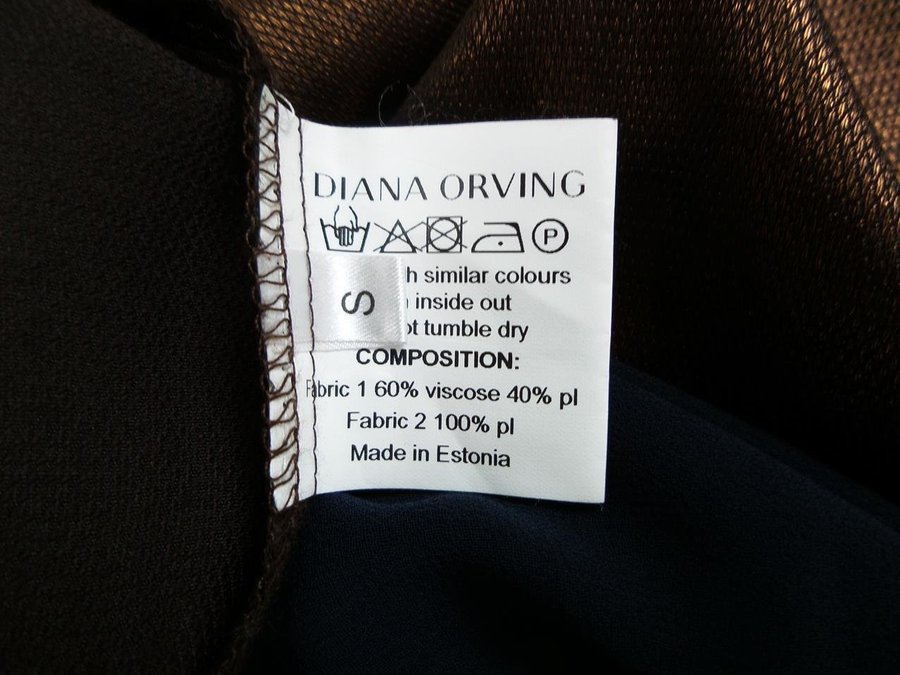 DIANA ORVING
P
similar colours
inside out
tumble dry
S
COMPOSITION:
Fabric 1 60% viscose 40% pl
Fabric 2 100% pl
Made in Estonia